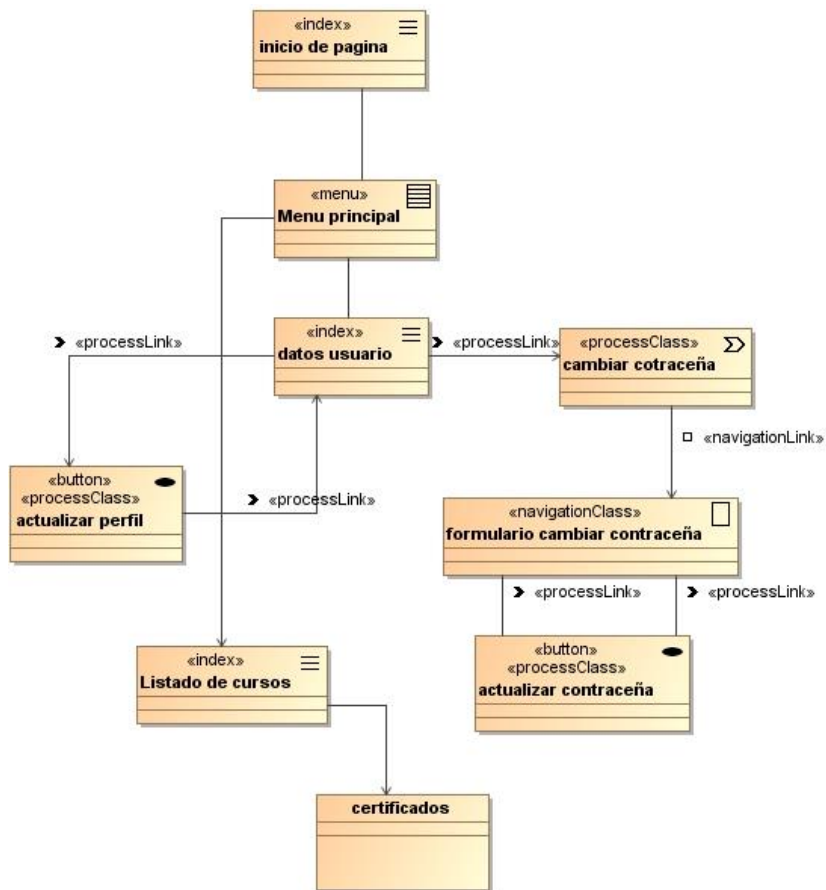 «index»
inicio de pagina
«menu»
Menu principal
«index»
datos usuario
«processLink»
«processLink»
«processClass»
cambiar cotraceña
«navigationLink»
«button»
«processClass»
actualizar perfil
«processLink»
«navigationClass»
formulario cambiar contraceña
«processLink»
«processLink»
«index»
Listado de cursos
«button»
«processClass»
actualizar contraceña
certificados